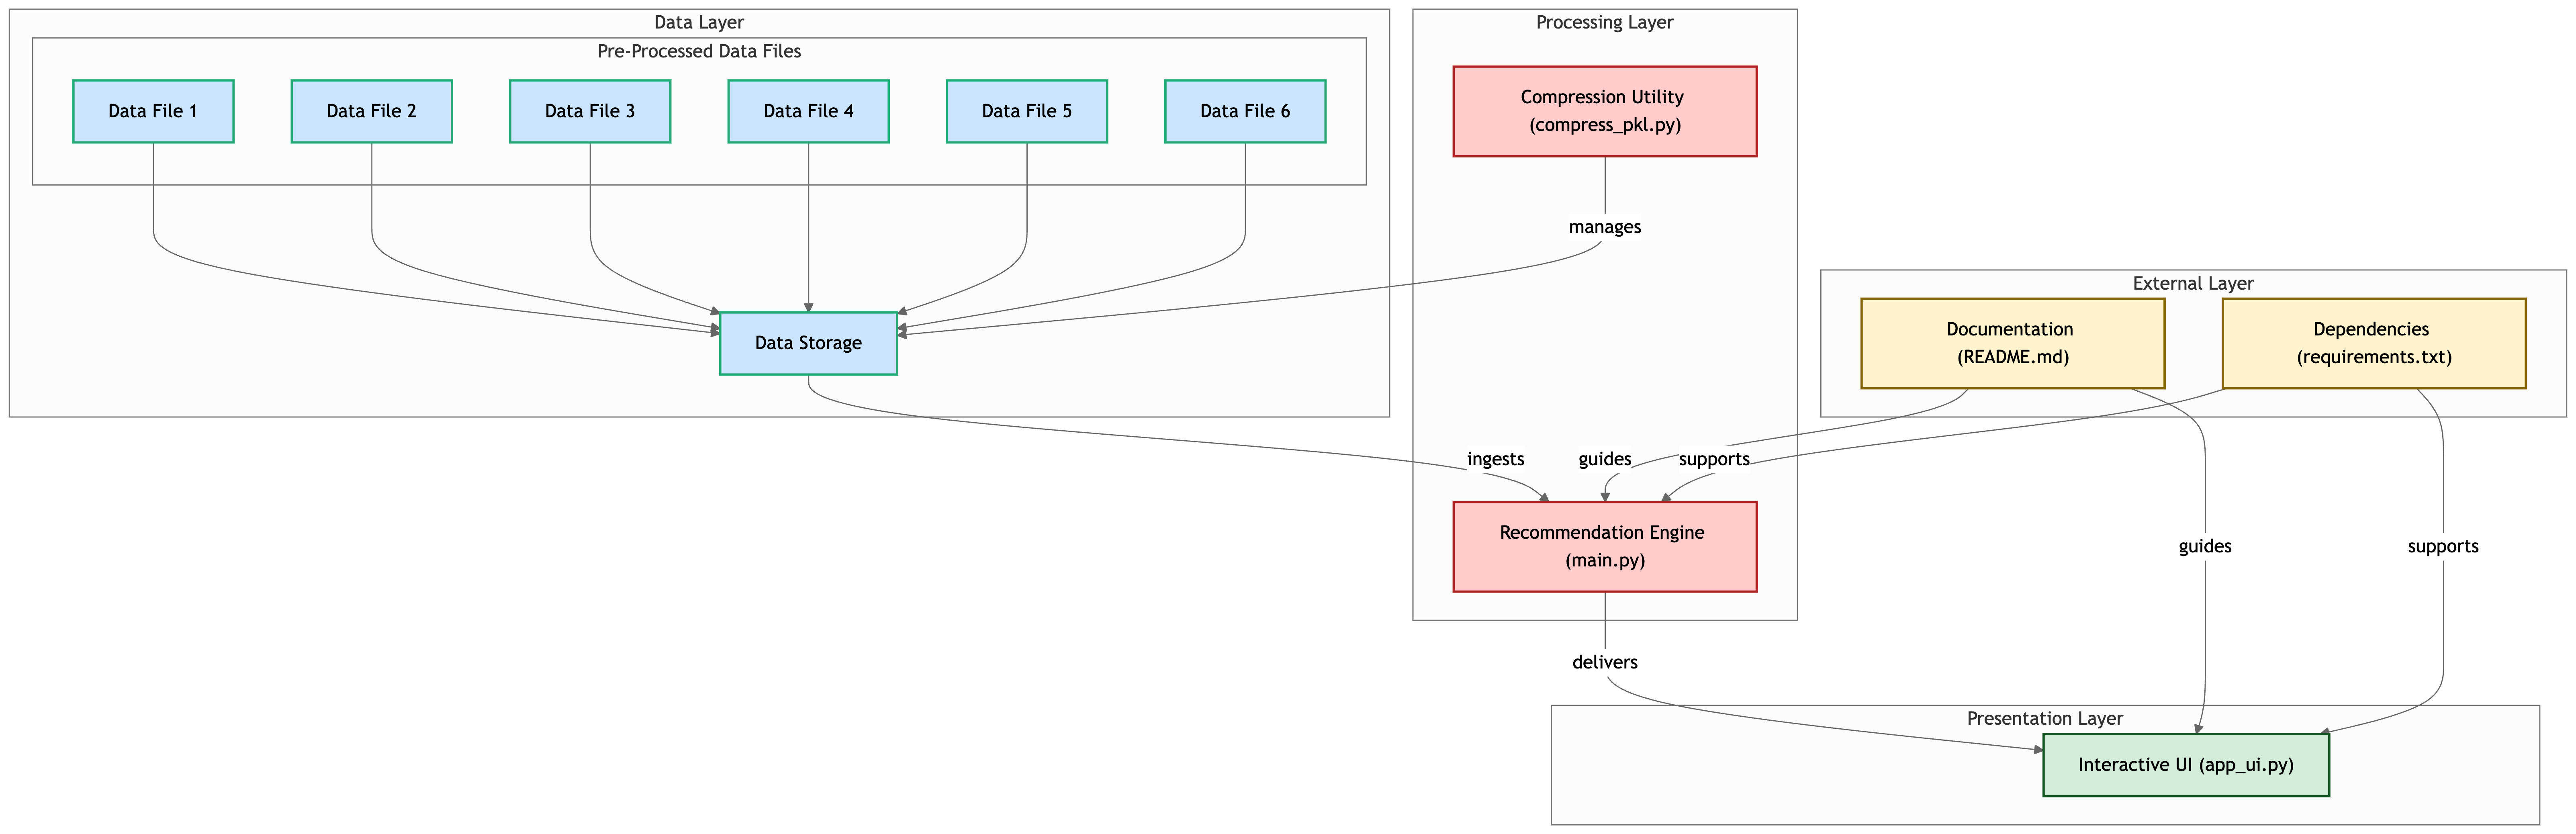 Data Layer
Pre-Processed Data Files
Data File 1
Data File 2
Data File 3
Data File 4
Data File 5
Data File 6
Data Storage
Processing Layer
Compression Utility
(compress_pkl.py)
manages
External Layer
Documentation
(README.md)
Dependencies
(requirements.txt)
ingests
guides
supports
Recommendation Engine
(main.py)
guides
supports
delivers
Presentation Layer
Interactive UI (app_ui.py)